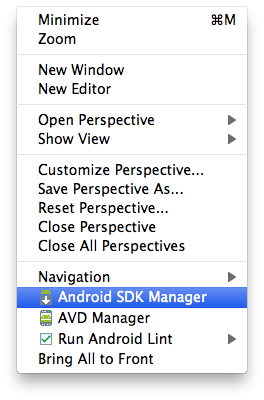 Minimize ⌘M
Zoom
New Window
New Editor
Open Perspective
Show View
Customize Perspective...
Save Perspective As...
Reset Perspective...
Close Perspective
Close All Perspectives
Navigation
Android SDK Manager
AVD Manager
Run Android Lint
Bring All to Front